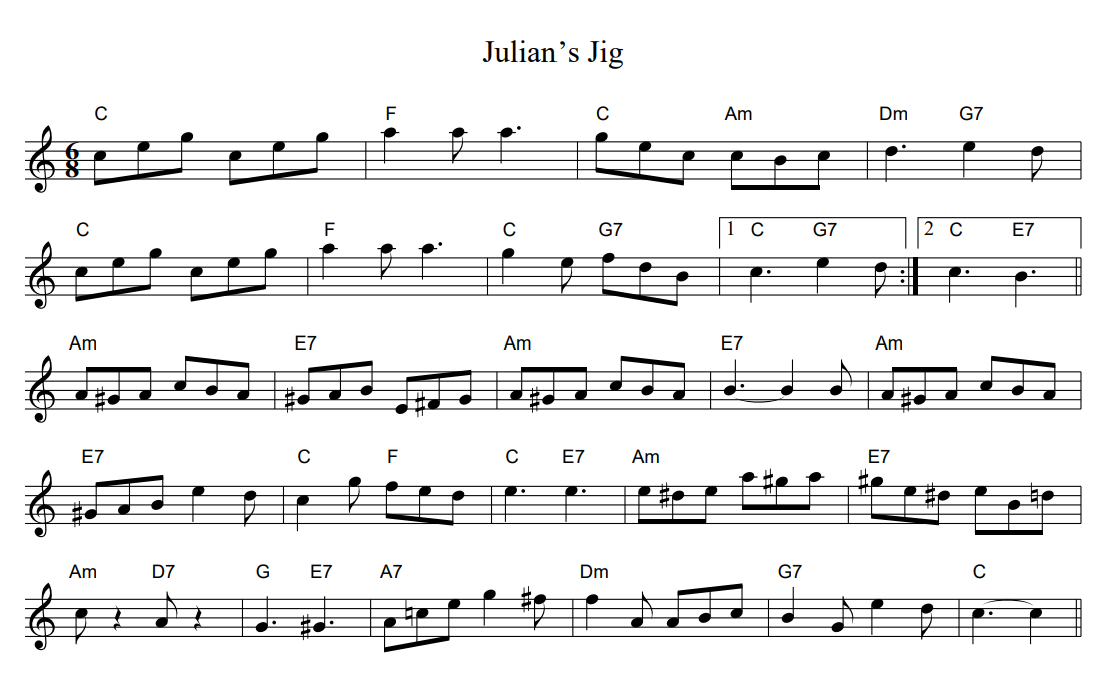 Julian’s Jig
C F C Am Dm G7
6
8
C F C G7 1 C G7 2 C E7
Am E7 Am E7 Am
E7 C F C E7 Am E7
Am D7 G E7 A7 Dm G7 C